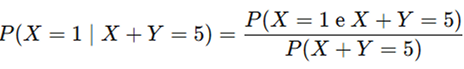 P(X = 1 | X + Y = 5) = P(X = 1 e X + Y = 5) / P(X + Y = 5)